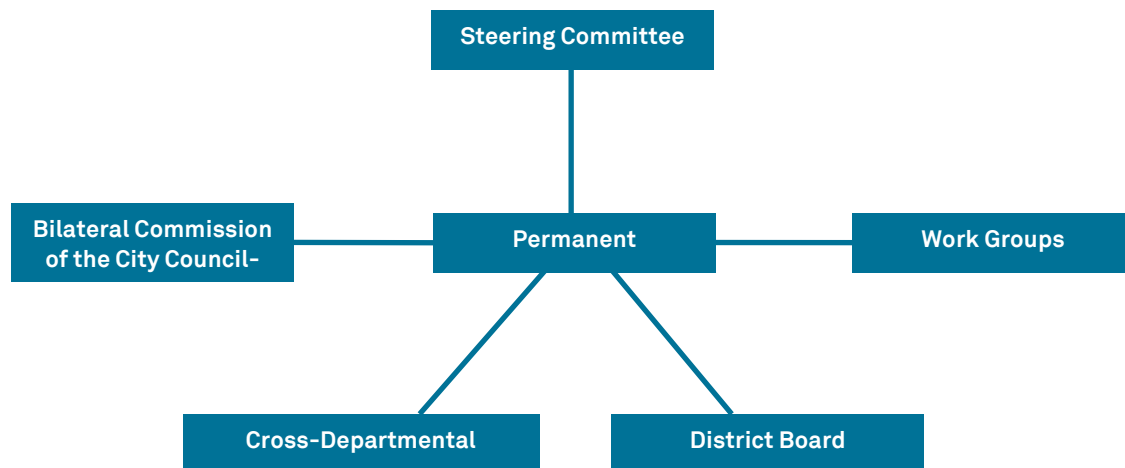 Steering Committee
Bilateral Commission
of the City Council-
Permanent
Work Groups
Cross-Departmental
District Board